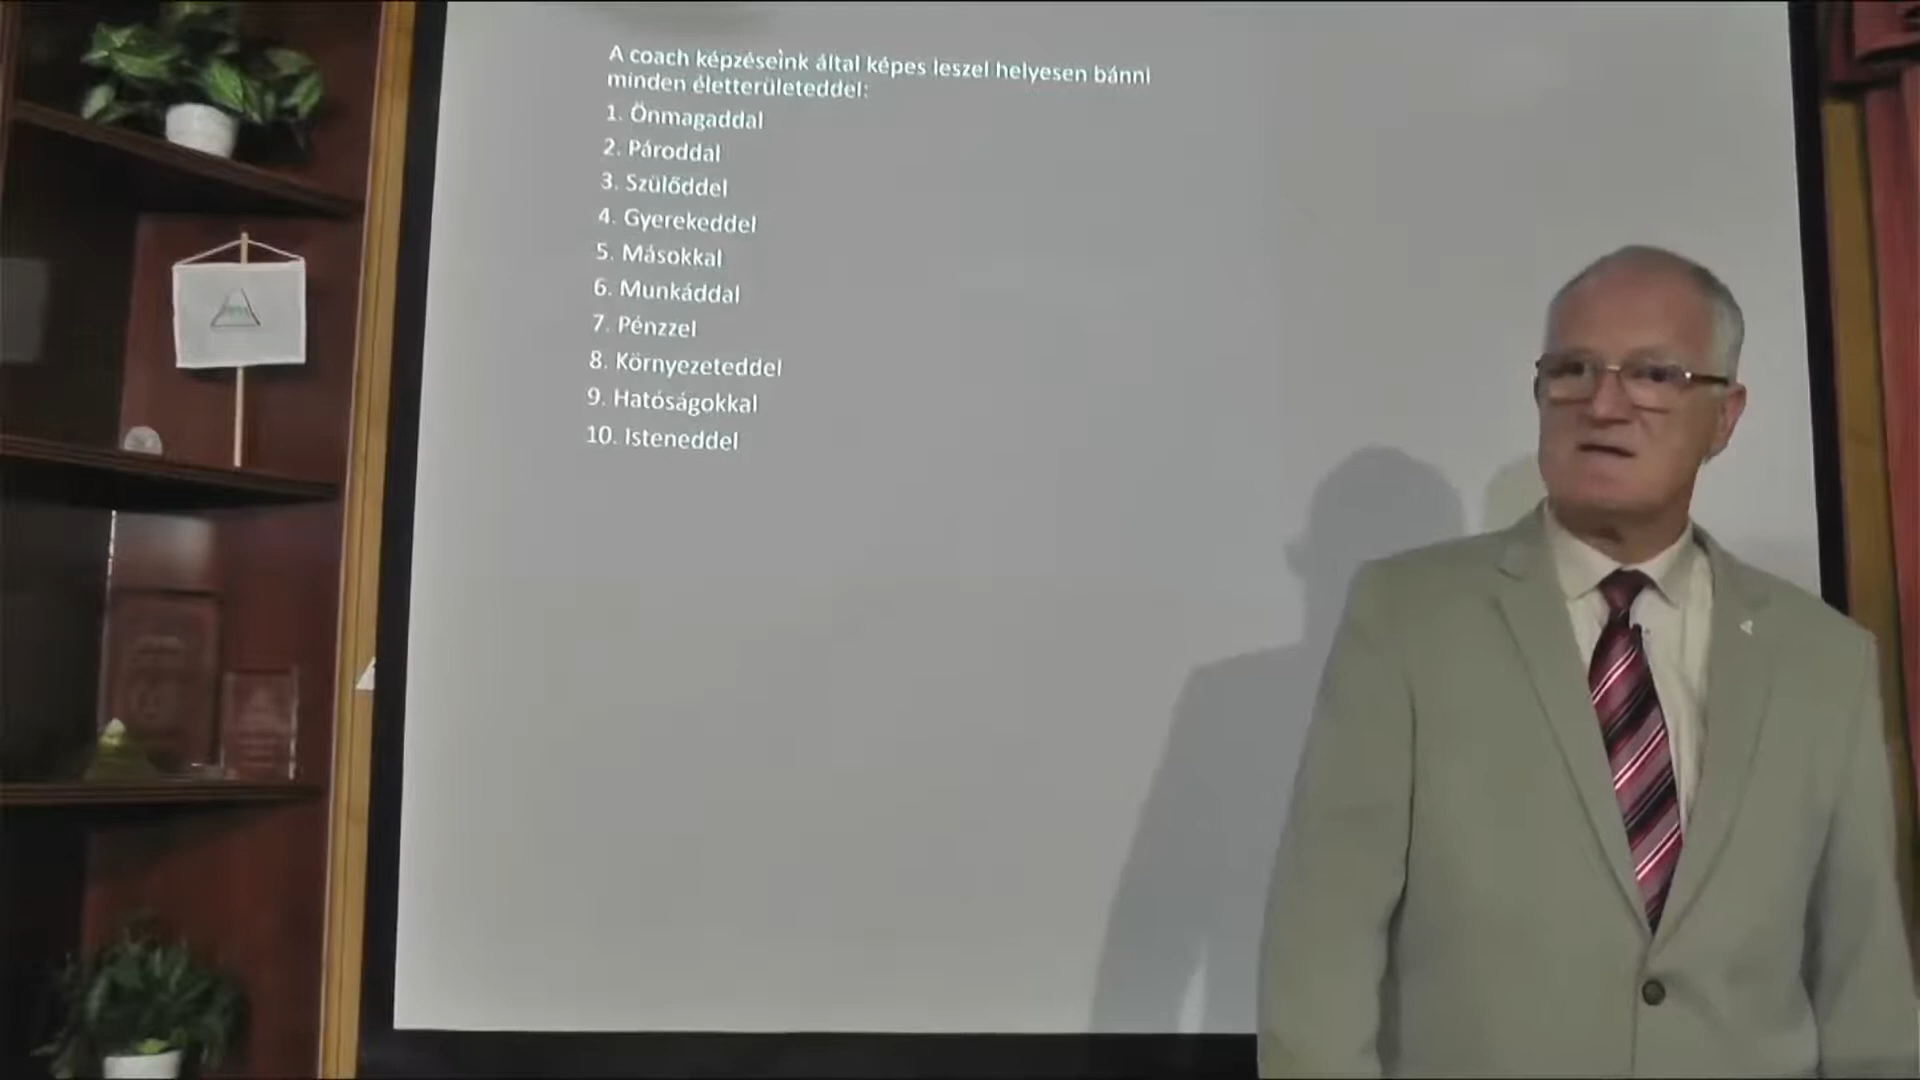 A coach képzéseink által képes leszel helyesen bánni
minden életterületeddel:
1. Önmagaddal
2. Pároddal
3. Szülőddel
4. Gyerekeddel
5. Másokkal
6. Munkáddal
7. Pénzzel
8. Környezeteddel
9. Hatóságokkal
10. Isteneddel